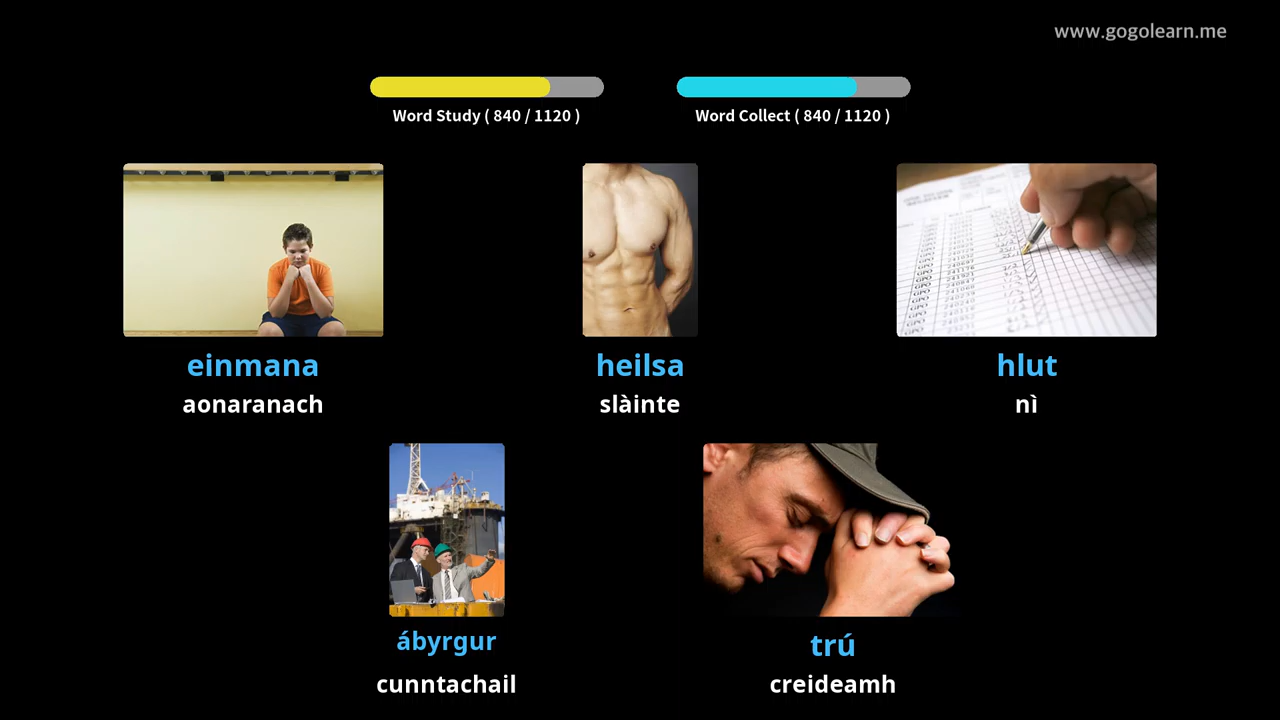 www.gogolearn.me
Word Study ( 840 / 1120 )
Word Collect ( 840 / 1120 )
einmana
aonaranach
heilsa
slàinte
hlut
nì
ábyrgur
cunntachail
trú
creideamh